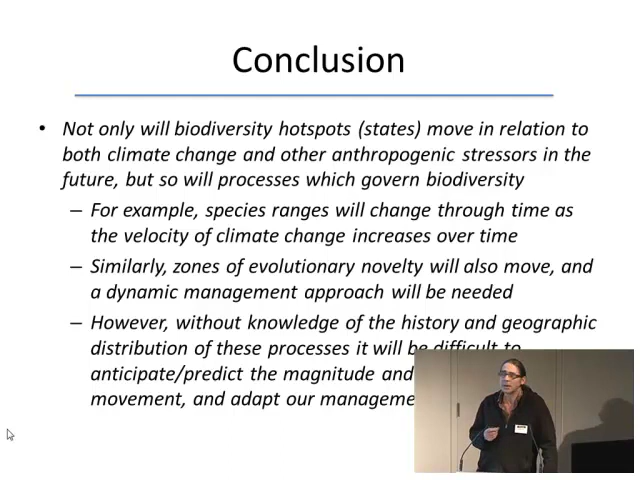 Conclusion
• Not only will biodiversity hotspots (states) move in relation to
both climate change and other anthropogenic stressors in the
future, but so will processes which govern biodiversity
– For example, species ranges will change through time as
the velocity of climate change increases over time
– Similarly, zones of evolutionary novelty will also move, and
a dynamic management approach will be needed
– However, without knowledge of the history and geographic
distribution of these processes it will be difficult to
anticipate/predict the magnitude and
movement, and adapt our